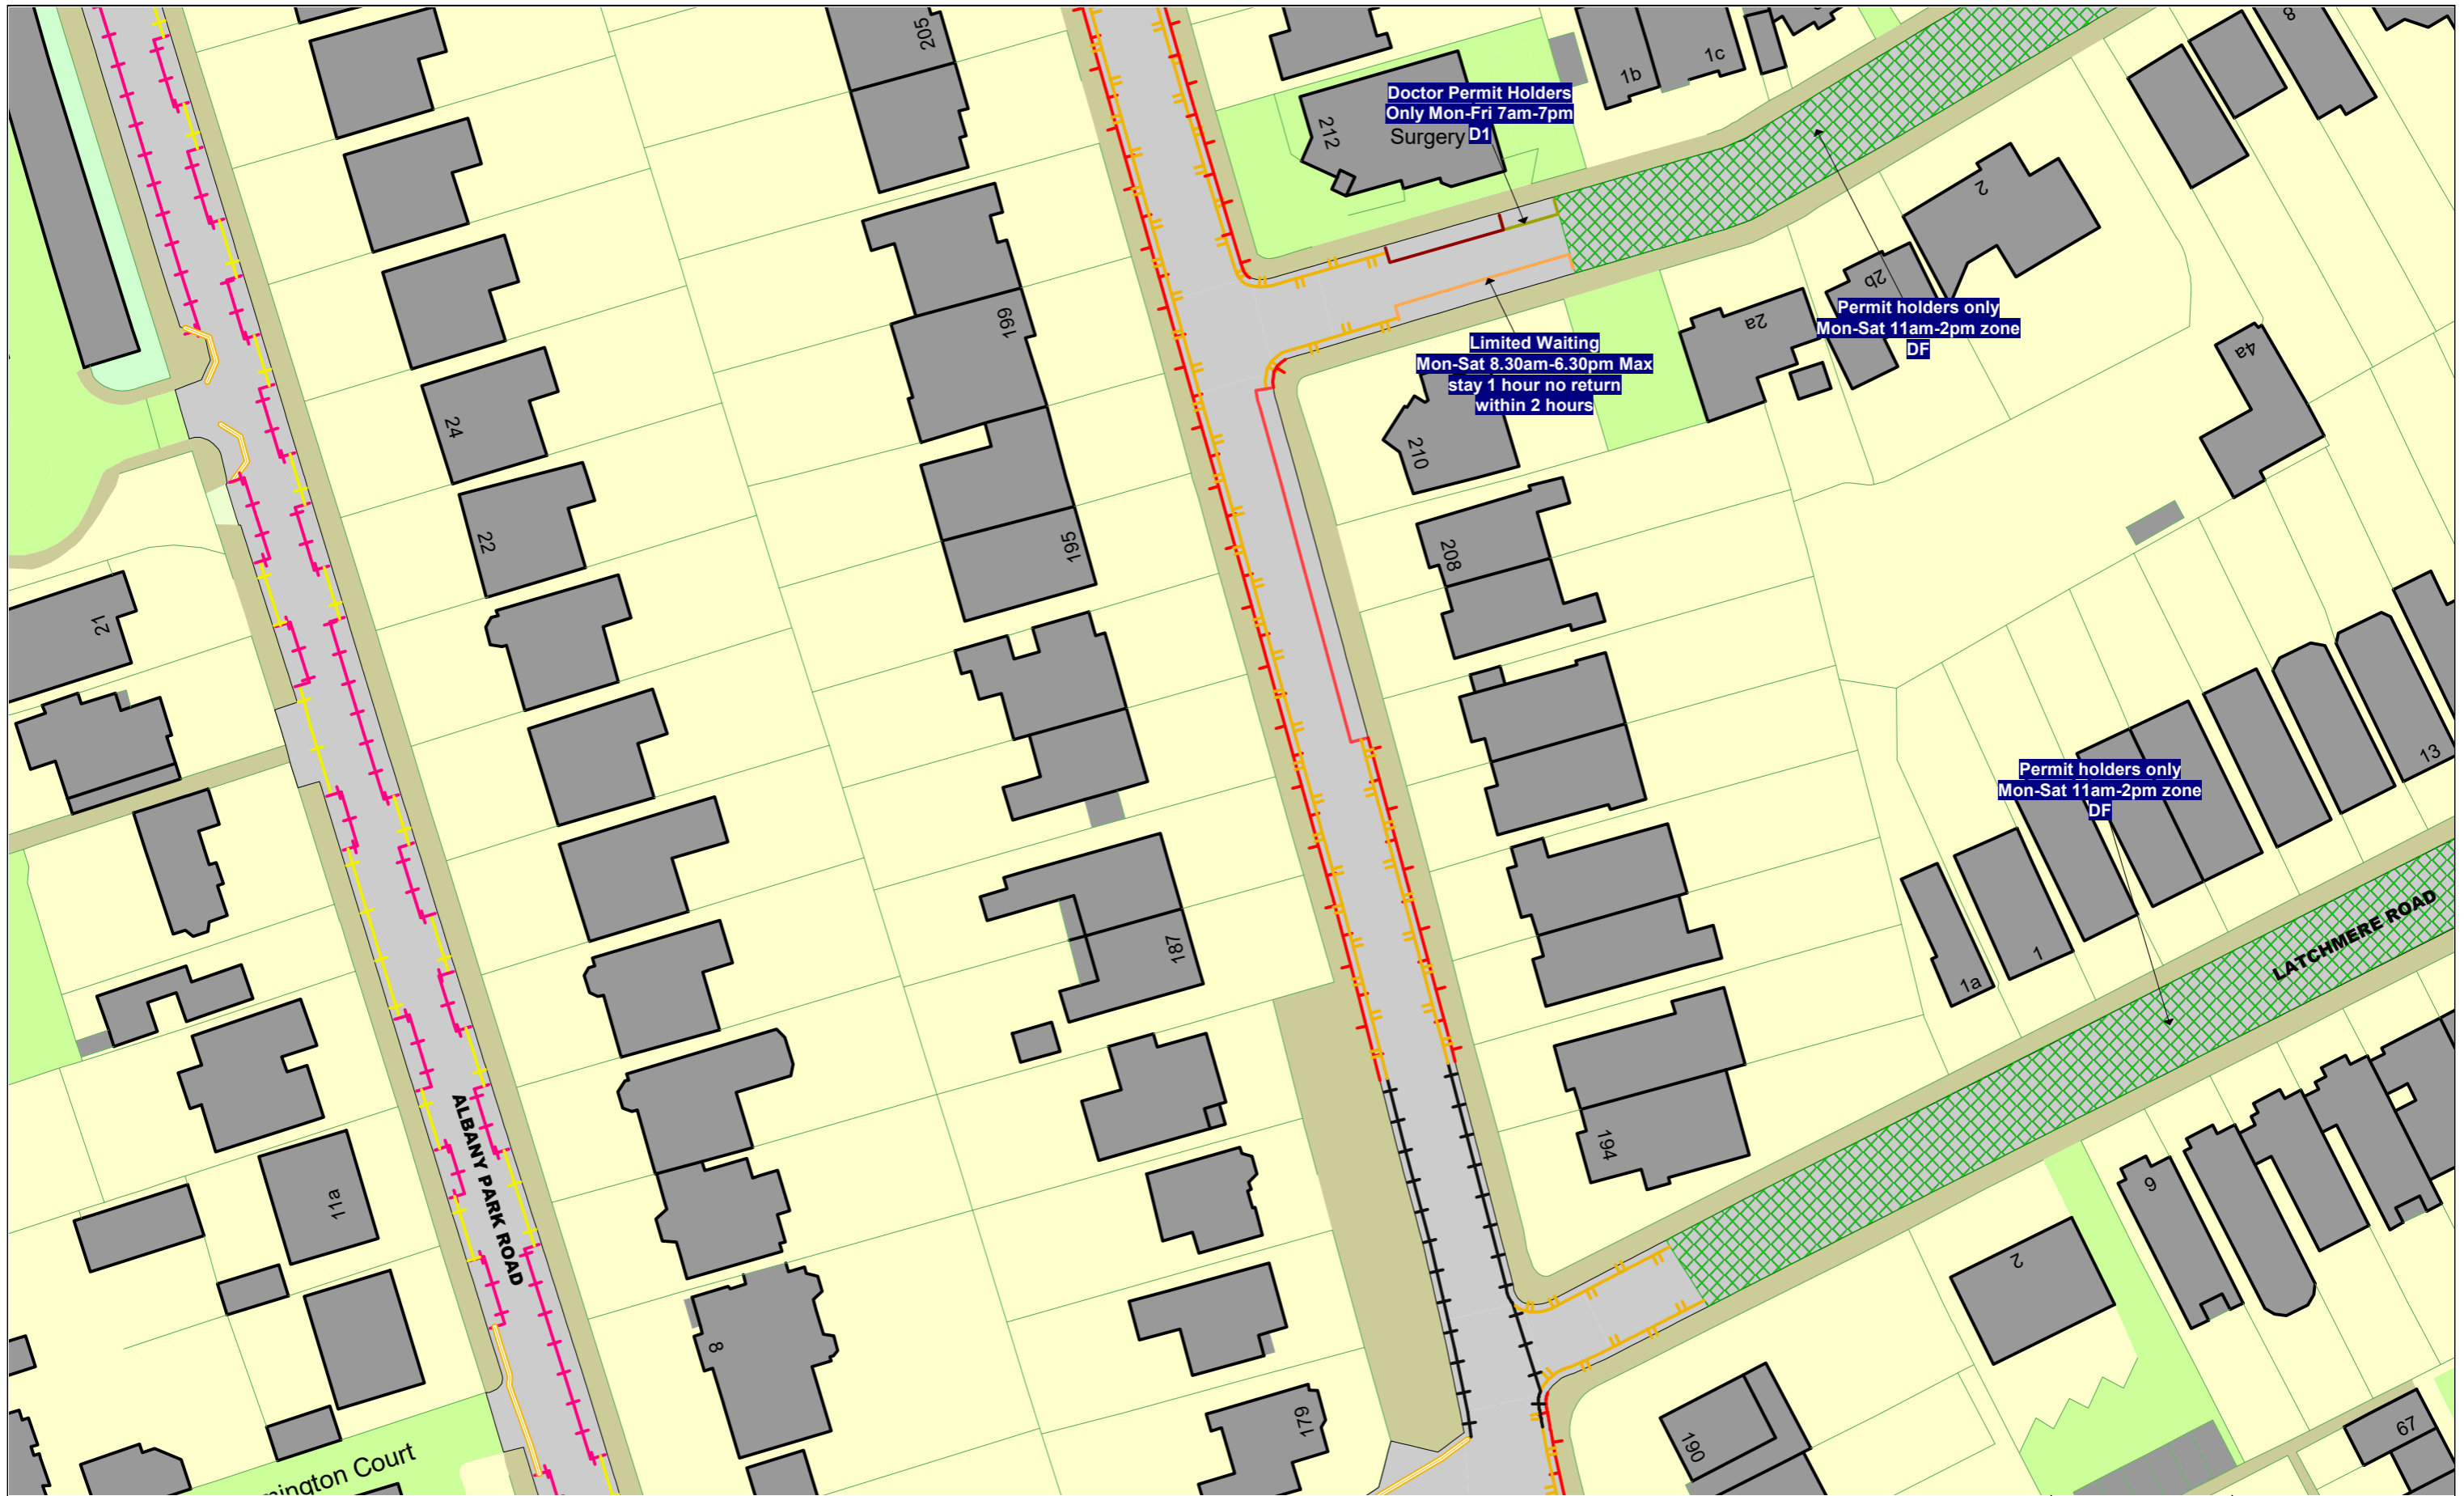 205
8
1c
1b
Doctor Permit Holders
Only Mon-Fri 7am-7pm
D1
212
Surgery
2
2b
Permit holders only
Mon-Sat 11am-2pm zone
DF
2a
4a
199
Limited Waiting
Mon-Sat 8.30am-6.30pm Max
stay 1 hour no return
within 2 hours
24
210
22
195
208
21
13
Permit holders only
Mon-Sat 11am-2pm zone
DF
187
1
1a
LATCHMERE ROAD
ALBANY PARK ROAD
194
11a
9
2
8
179
190
67
mington Court